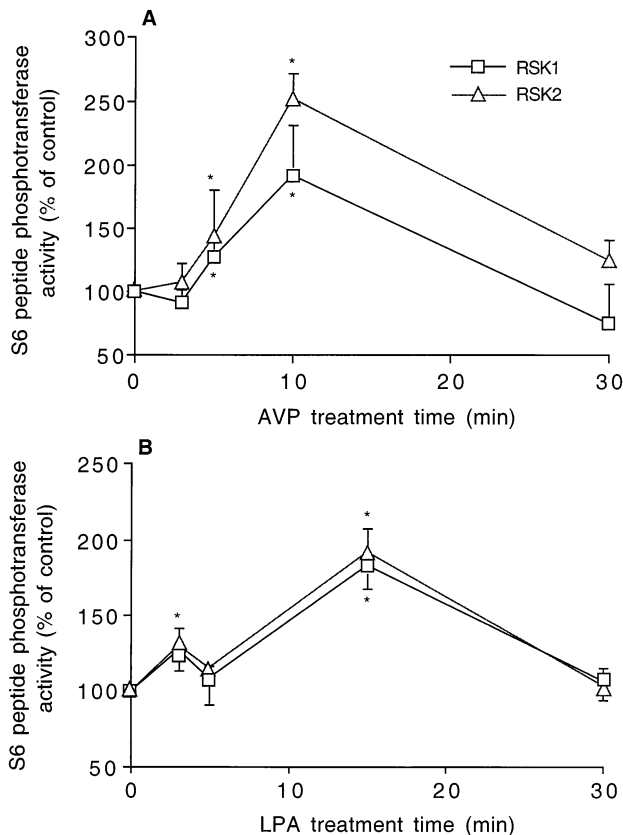 A
300
250
200
150
100
50
S6 peptide phosphotransferase
activity (% of control)
RSK1
RSK2
*
*
*
*
0
10
20
30
AVP treatment time (min)
B
250
200
150
100
50
S6 peptide phosphotransferase
activity (% of control)
*
*
*
0
10
20
30
LPA treatment time (min)